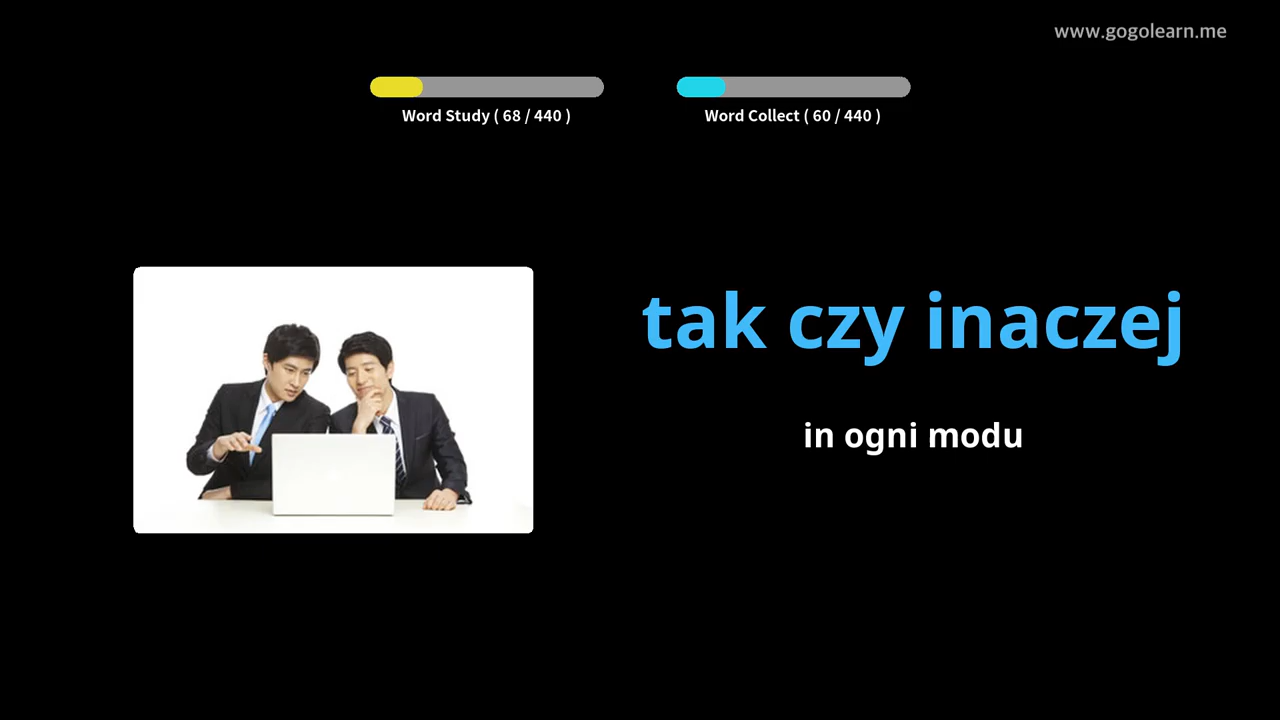 www.gogolearn.me
Word Study ( 68 / 440 )
Word Collect ( 60 / 440 )
tak czy inaczej
in ogni modu